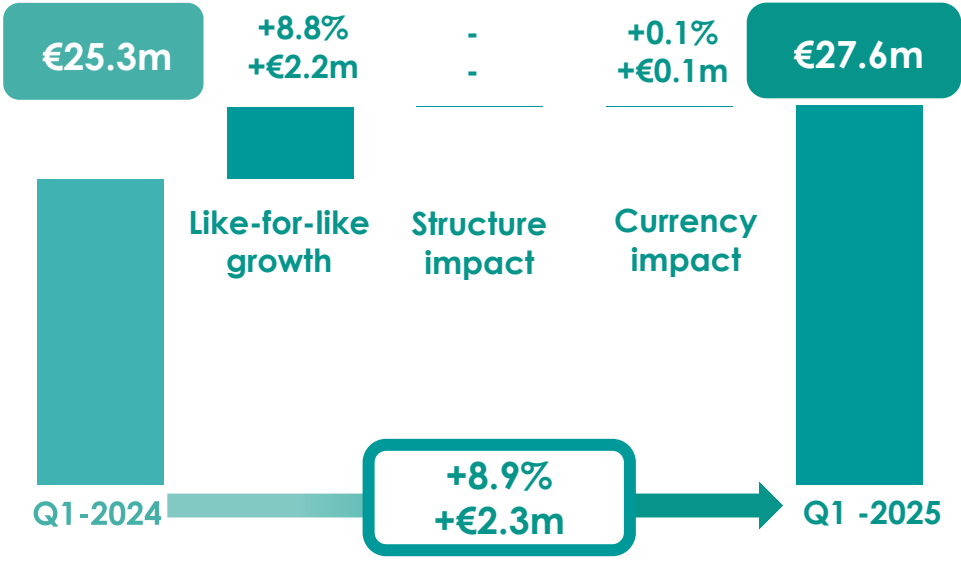 €25.3m
+8.8%
+€2.2m
-
-
+0.1%
+€0.1m
€27.6m
Like-for-like
growth
Structure
impact
Currency
impact
+8.9%
+€2.3m
Q1-2024
Q1 -2025